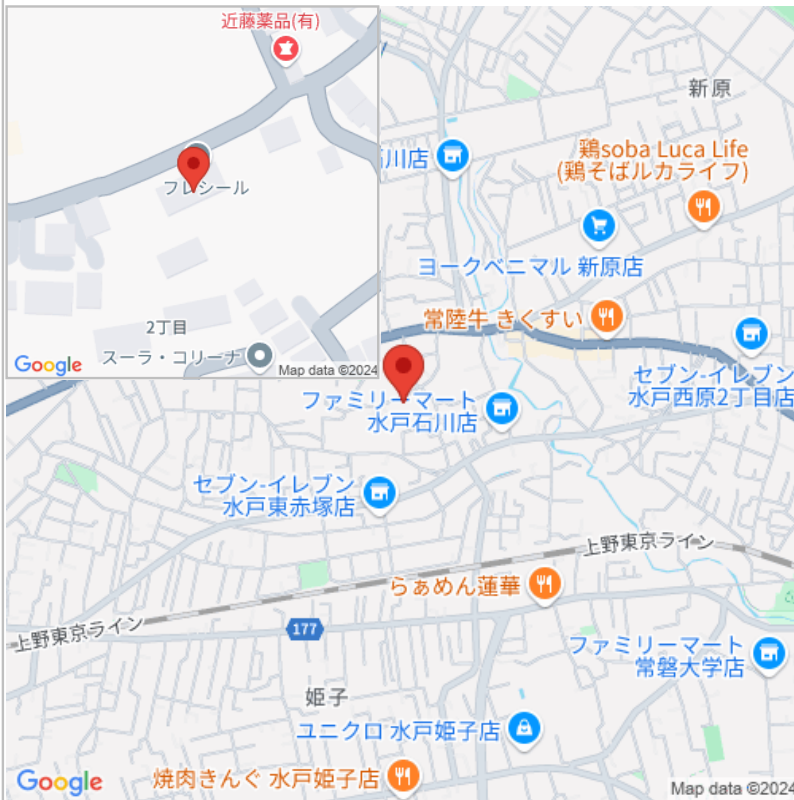 近藤薬品(有)
フレシール
2丁目
スーラ・コリーナ
Google
Map data ©2024
新原
川店
鶏soba Luca Life
(鶏そばルカライフ)
ヨークベニマル 新原店
常陸牛 きくすい
セブン-イレブン
水戸西原2丁目店
ファミリーマート
水戸石川店
セブン-イレブン
水戸東赤塚店
上野東京ライン
らぁめん蓮華
上野東京ライン
177
ファミリーマート
常磐大学店
姫子
ユニクロ 水戸姫子店
焼肉きんぐ 水戸姫子店
Google
Map data ©2024